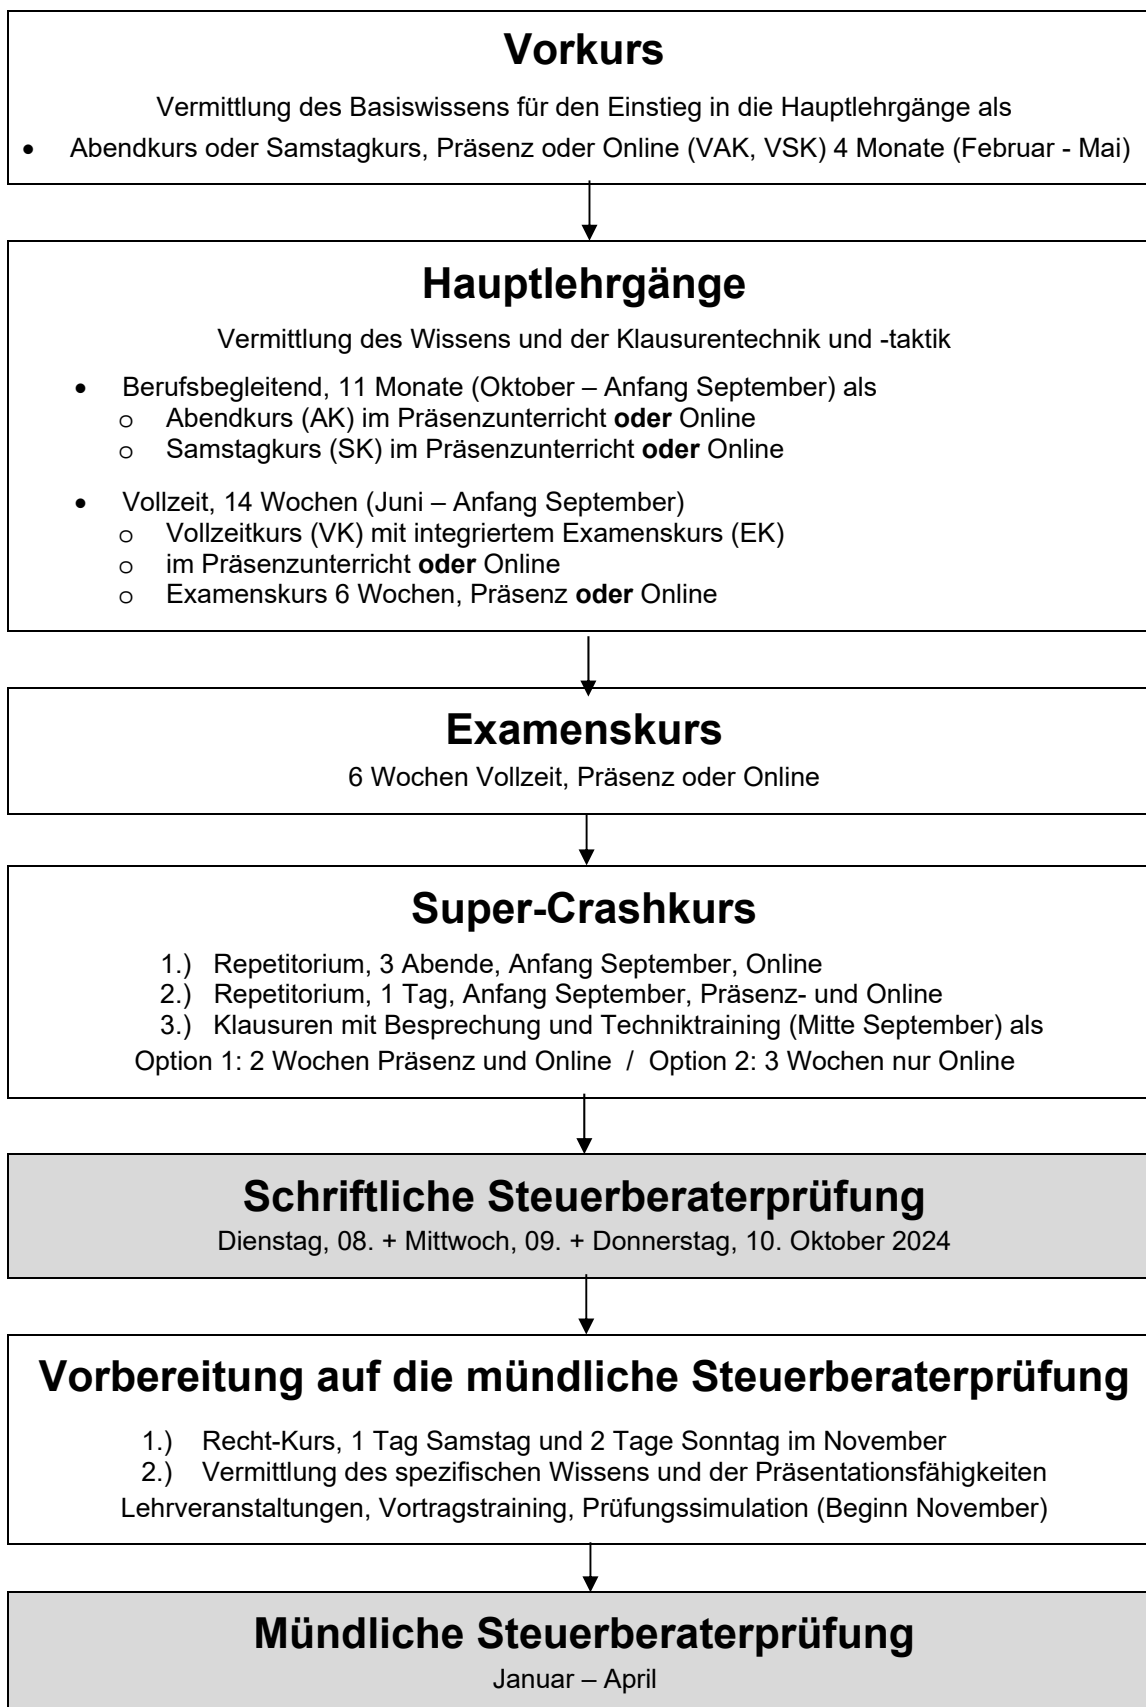 Vorkurs
Vermittlung des Basiswissens für den Einstieg in die Hauptlehrgänge als
• Abendkurs oder Samstagkurs, Präsenz oder Online (VAK, VSK) 4 Monate (Februar - Mai)
Hauptlehrgänge
Vermittlung des Wissens und der Klausurentechnik und -taktik
• Berufsbegleitend, 11 Monate (Oktober – Anfang September) als
o Abendkurs (AK) im Präsenzunterricht oder Online
o Samstagkurs (SK) im Präsenzunterricht oder Online
• Vollzeit, 14 Wochen (Juni – Anfang September)
o Vollzeitkurs (VK) mit integriertem Examenskurs (EK)
o im Präsenzunterricht oder Online
o Examenskurs 6 Wochen, Präsenz oder Online
Examenskurs
6 Wochen Vollzeit, Präsenz oder Online
Super-Crashkurs
1.) Repetitorium, 3 Abende, Anfang September, Online
2.) Repetitorium, 1 Tag, Anfang September, Präsenz- und Online
3.) Klausuren mit Besprechung und Techniktraining (Mitte September) als
Option 1: 2 Wochen Präsenz und Online / Option 2: 3 Wochen nur Online
Schriftliche Steuerberaterprüfung
Dienstag, 08. + Mittwoch, 09. + Donnerstag, 10. Oktober 2024
Vorbereitung auf die mündliche Steuerberaterprüfung
1.) Recht-Kurs, 1 Tag Samstag und 2 Tage Sonntag im November
2.) Vermittlung des spezifischen Wissens und der Präsentationsfähigkeiten
Lehrveranstaltungen, Vortragstraining, Prüfungssimulation (Beginn November)
Mündliche Steuerberaterprüfung
Januar – April